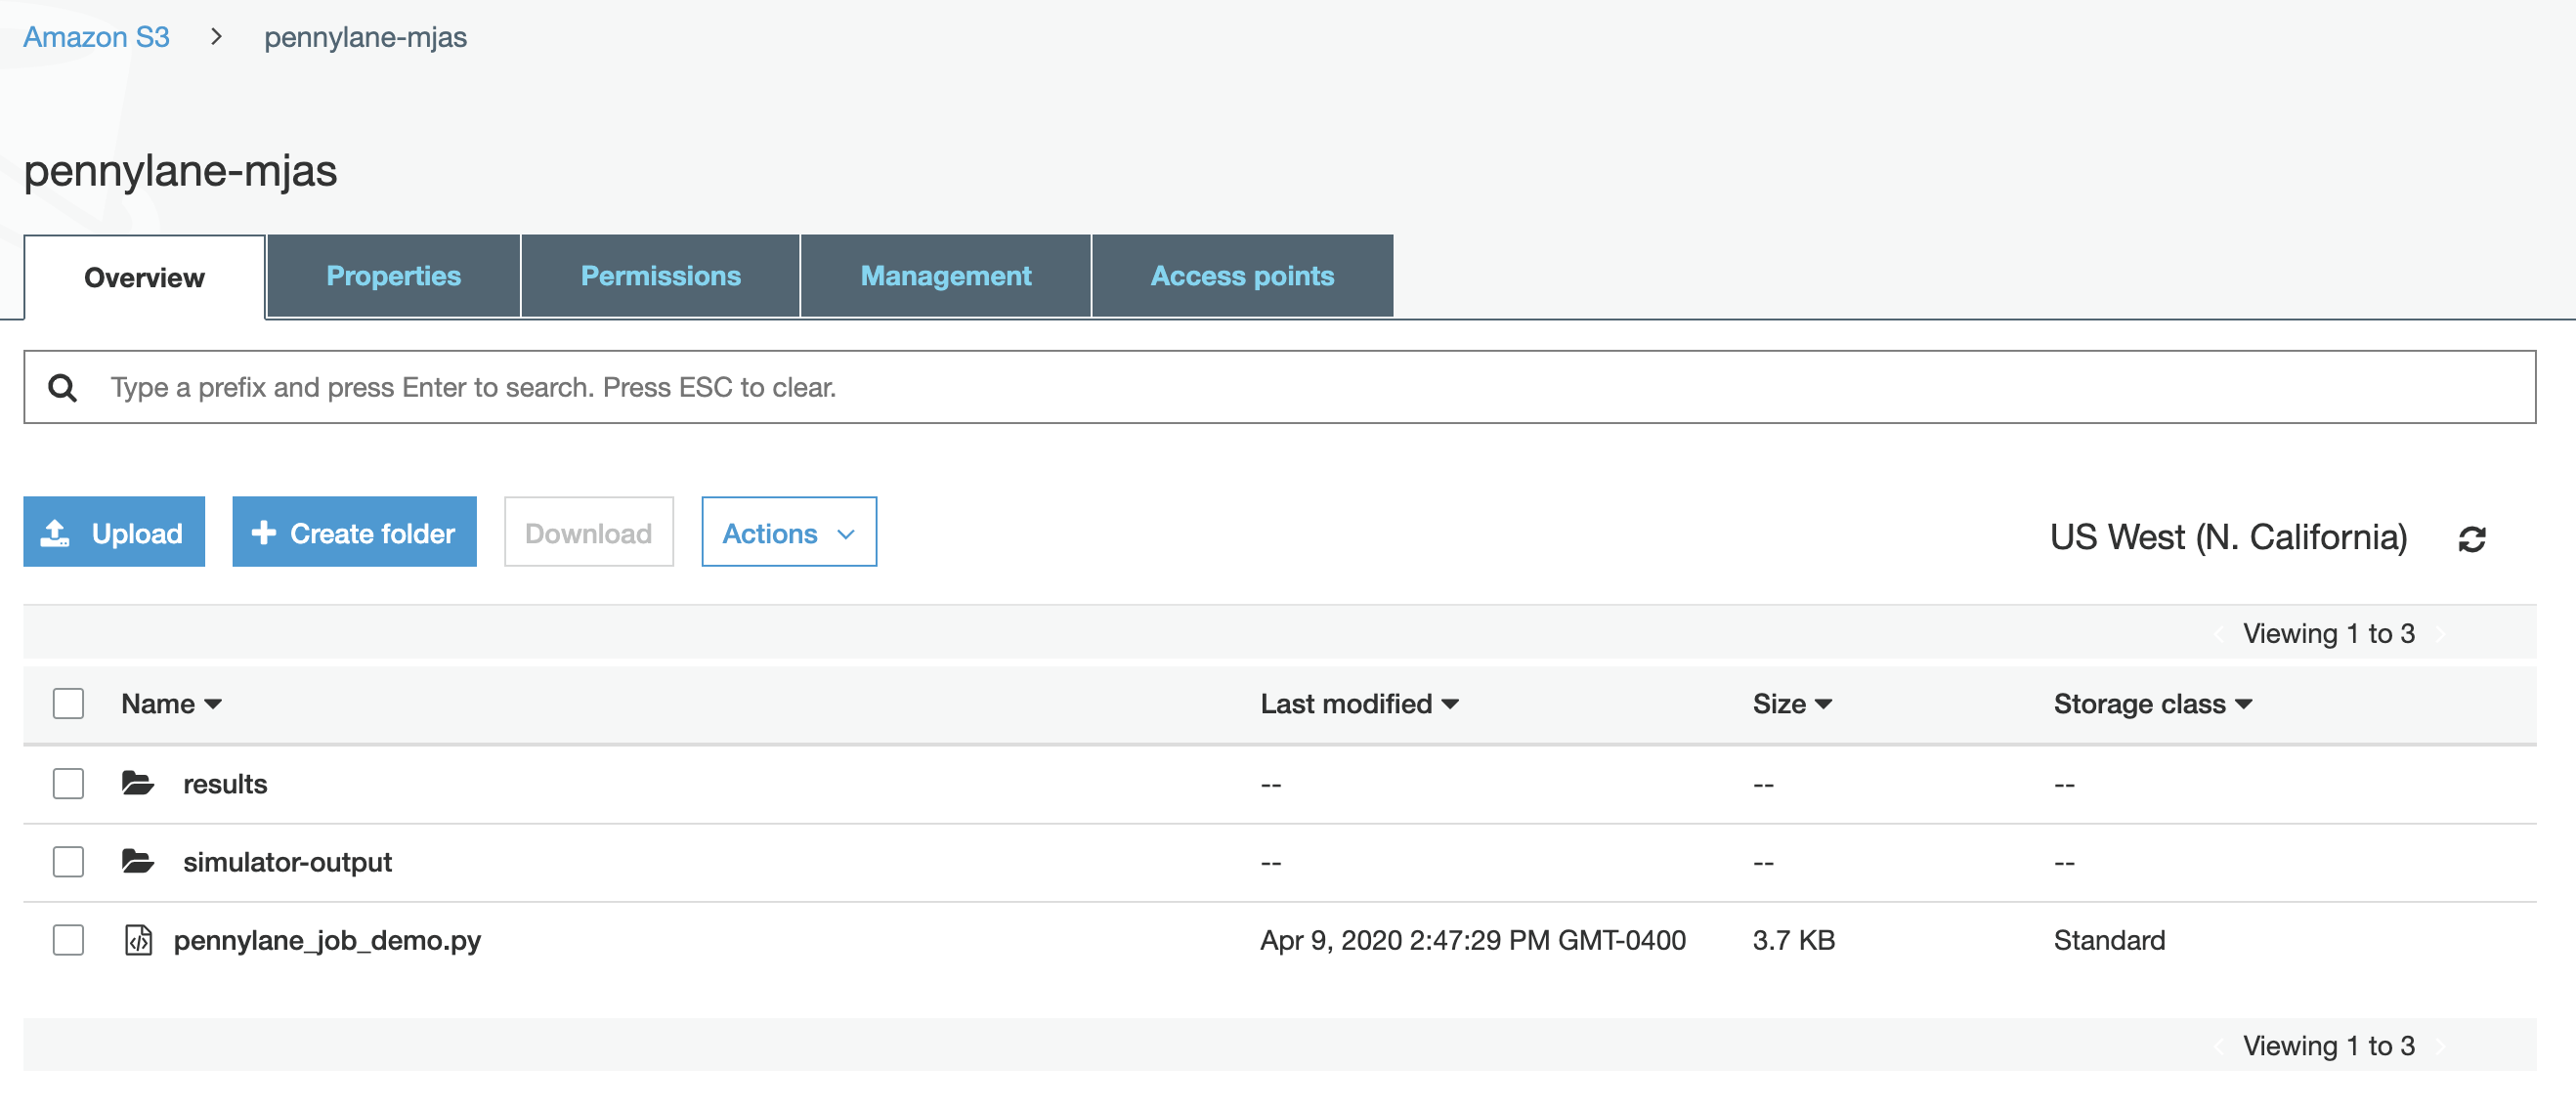 Amazon S3 > pennylane-mjas
pennylane-mjas
Overview Properties Permissions Management Access points
Type a prefix and press Enter to search. Press ESC to clear.
Upload Create folder Download Actions US West (N. California)
Viewing 1 to 3
Name Last modified Size Storage class
results -- -- --
simulator-output -- -- --
pennylane_job_demo.py Apr 9, 2020 2:47:29 PM GMT-0400 3.7 KB Standard
Viewing 1 to 3